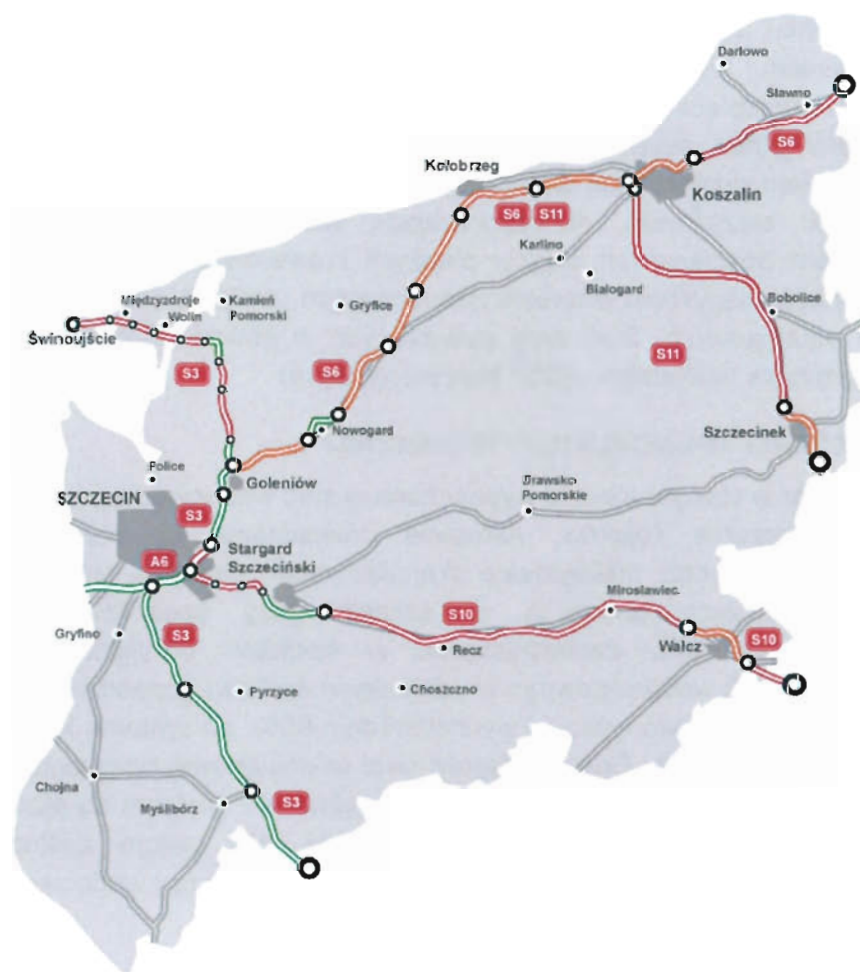 Darłowo
Sławno
S6
Kołobrzeg
Koszalin
S6
S11
Karlino
Białogard
Międzyzdroje
Wolin
Kamień
Pomorski
Gryfice
Bobolice
Świnoujście
S3
S6
S11
Nowogard
Szczecinek
Police
Goleniów
SZCZECIN
S3
Drawsko
Pomorskie
A6
Stargard
Szczeciński
Mirosławiec
S10
Gryfino
S3
Recz
Wałcz
S10
Pyrzyce
Choszczno
Chojna
Myślibórz
S3